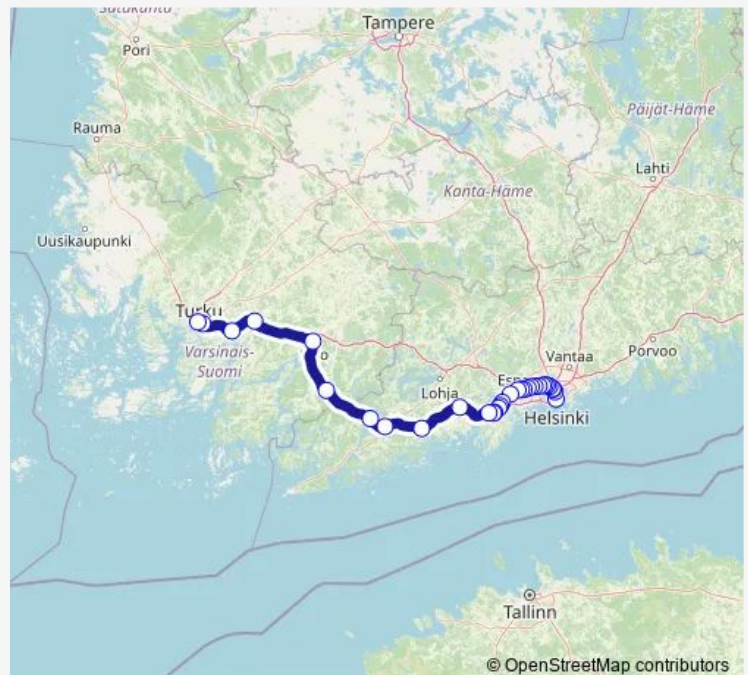 Satakunta
Tampere
Pori
Päijät-Häme
Rauma
Lahti
Kanta-Häme
Uusikaupunki
Turku
Varsinais-
Suomi
Vantaa
Porvoo
Lohja
Helsinki
Tallinn
© OpenStreetMap contributors